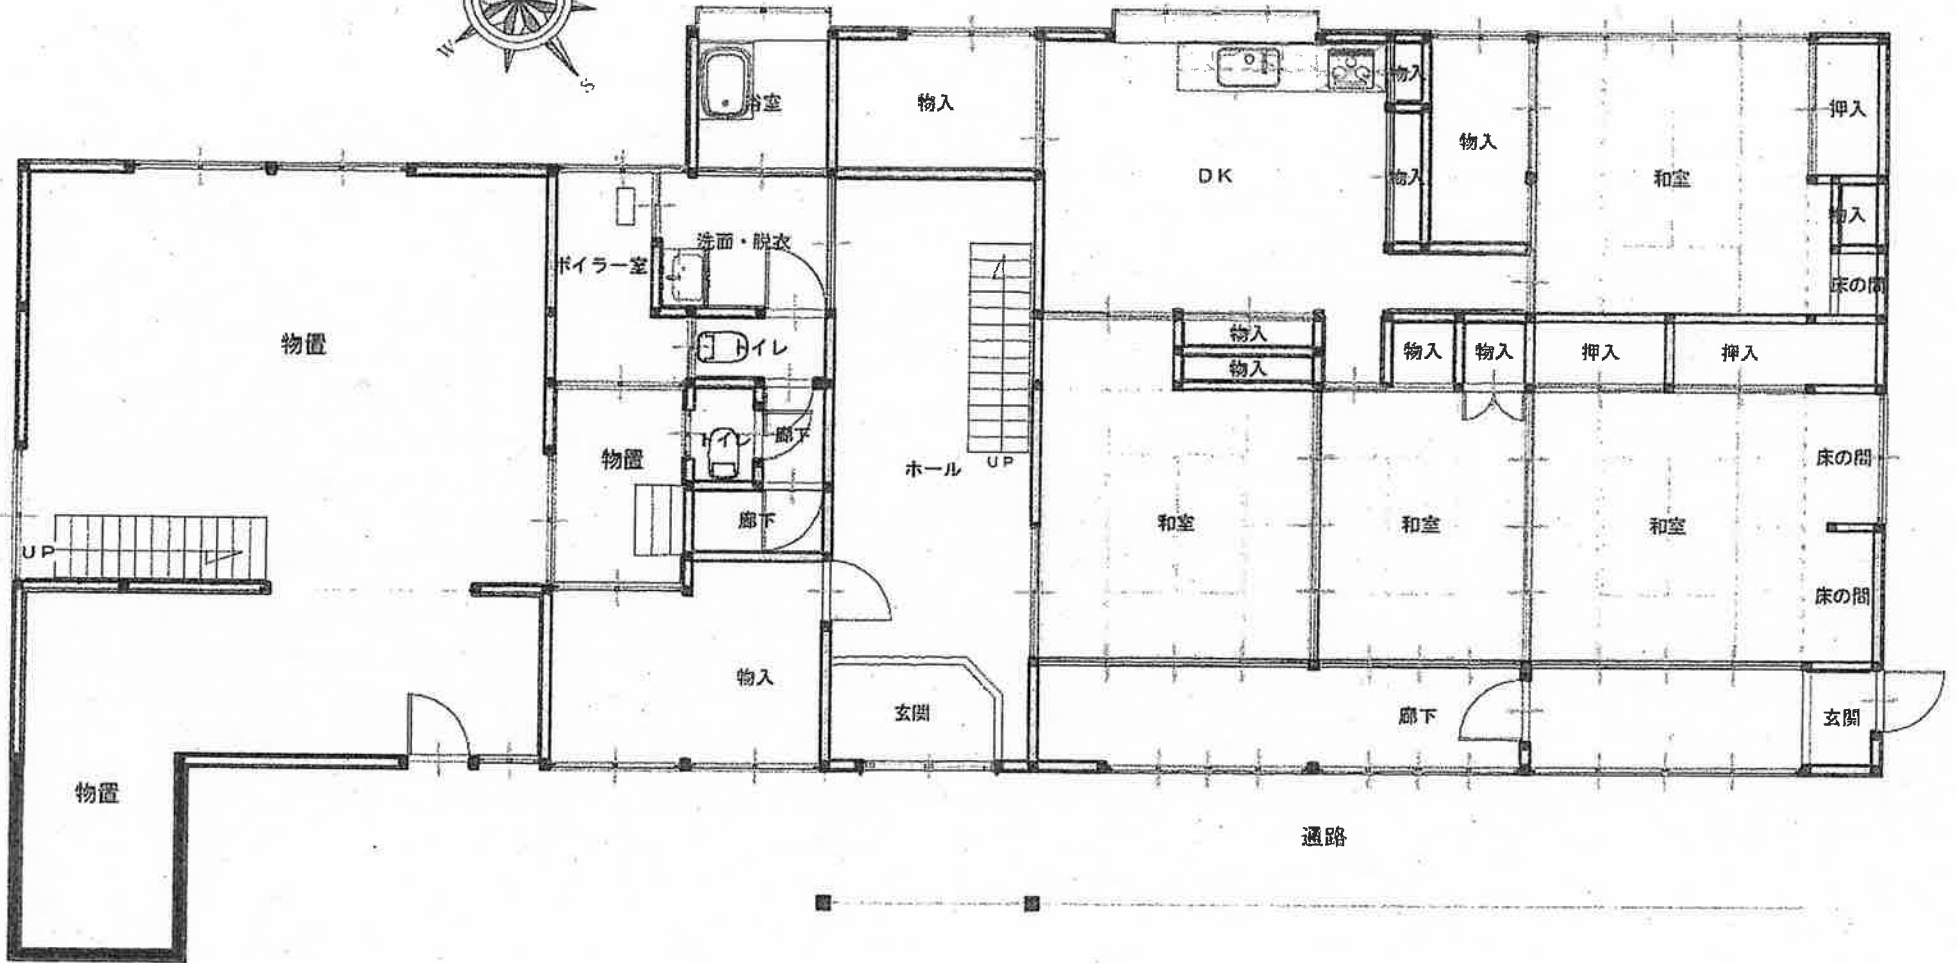 W
S
浴室
物入
DK
物入
物入
物入
和室
押入
物入
床の間
洗面・脱衣
ボイラー室
トイレ
物置
物入
物入
物入
物入
押入
押入
トイレ
廊下
物置
廊下
ホール
UP
和室
和室
和室
床の間
床の間
UP
物入
玄関
廊下
玄関
物置
通路